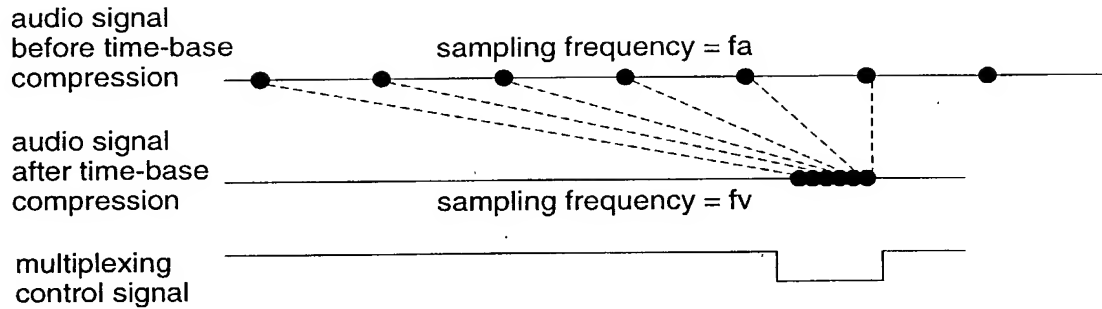 audio signal
before time-base
compression
sampling frequency = fa
audio signal
after time-base
compression
sampling frequency = fv
multiplexing
control signal